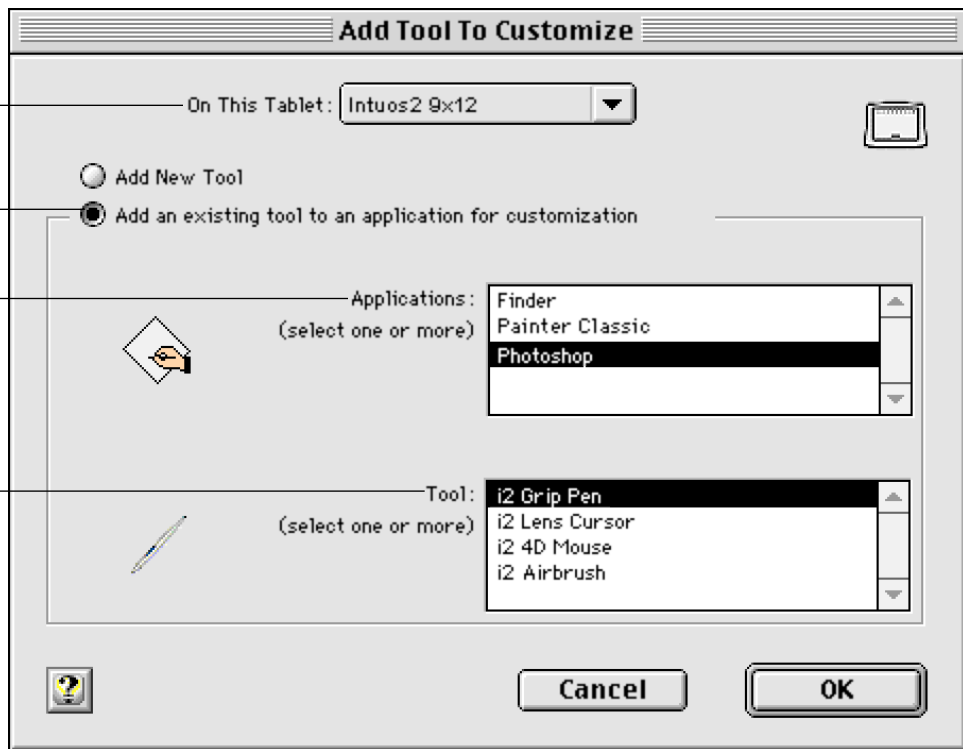 Add Tool To Customize
On This Tablet: Intuos2 9x12
Add New Tool
Add an existing tool to an application for customization
Applications:
(select one or more)
Finder
Painter Classic
Photoshop
Tool:
(select one or more)
i2 Grip Pen
i2 Lens Cursor
i2 4D Mouse
i2 Airbrush
?
Cancel
OK